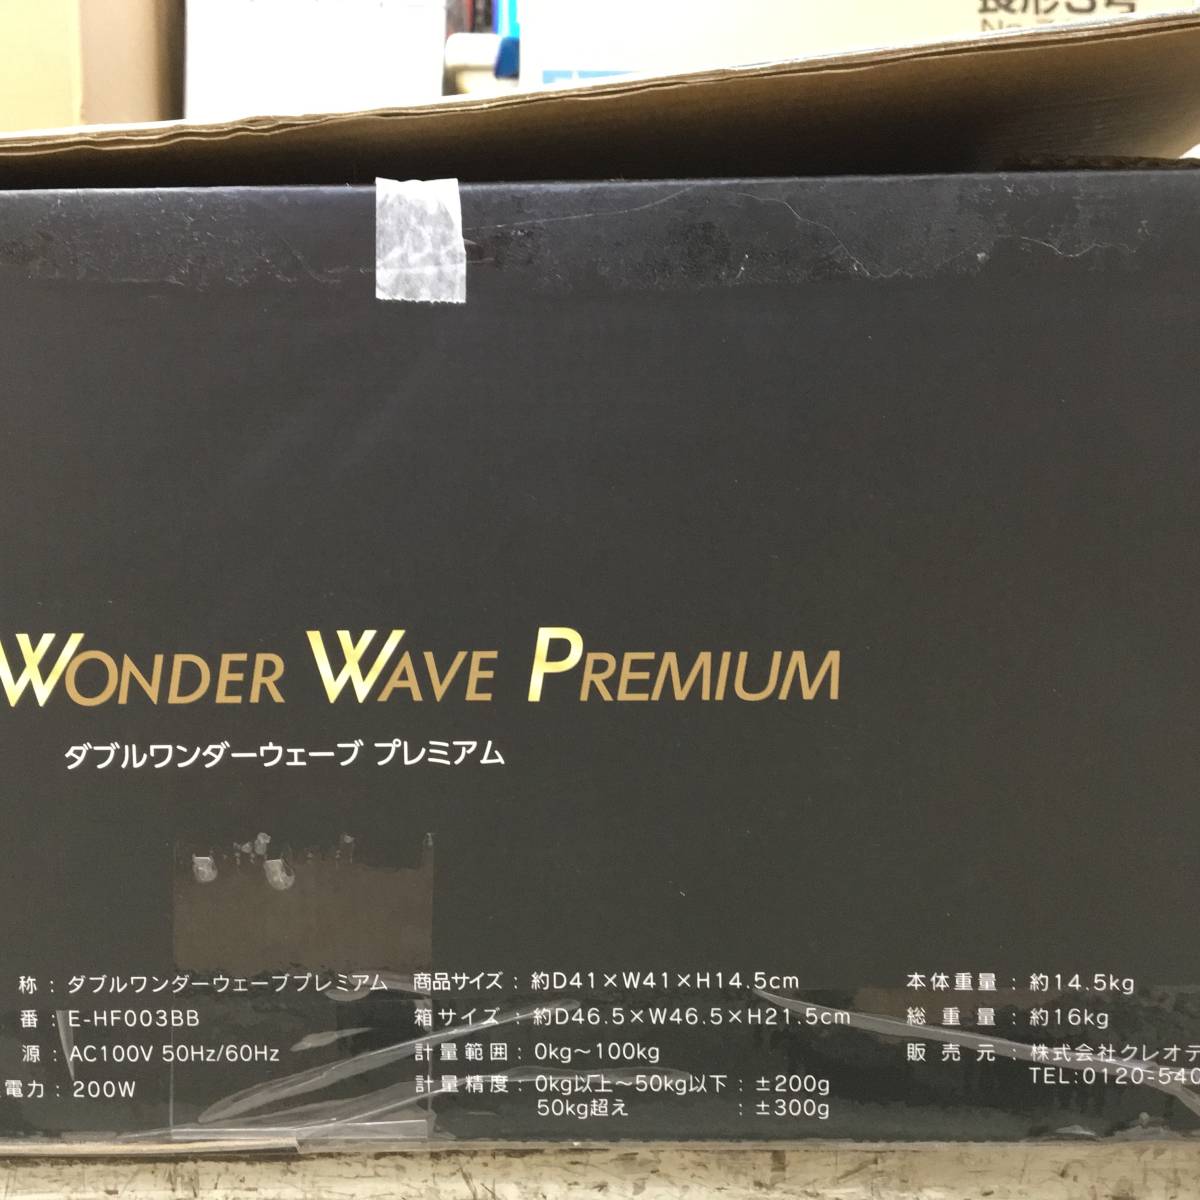 長形3号
WONDER WAVE PREMIUM
ダブルワンダーウェーブ プレミアム
称 : ダブルワンダーウェーブプレミアム
番 : E-HF003BB
源 : AC100V 50Hz/60Hz
電力 : 200W
商品サイズ : 約D41×W41×H14.5cm
箱サイズ : 約D46.5×W46.5×H21.5cm
計量範囲 : 0kg～100kg
計量精度 : 0kg以上～50kg以下 : ±200g
50kg超え : ±300g
本体重量 : 約14.5kg
総重量 : 約16kg
販売元 : 株式会社クレオテ
TEL:0120-540